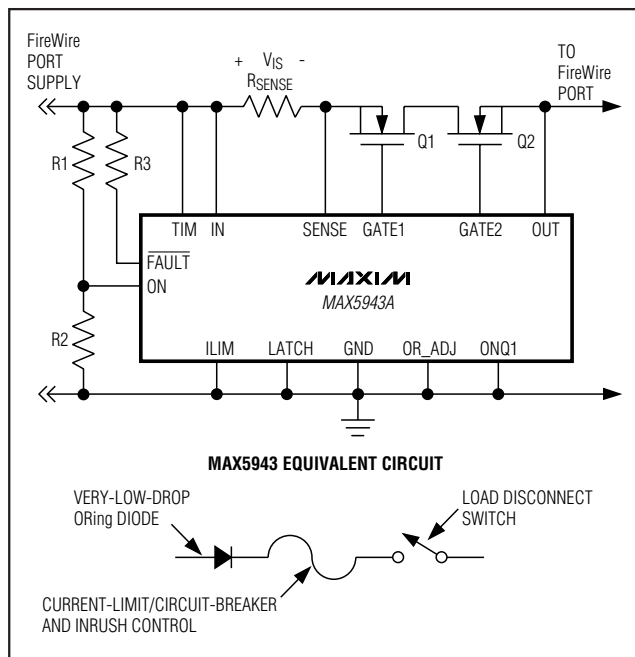 FireWire
PORT
SUPPLY
+ VIS -
RSENSE
TO
FireWire
PORT
R1
R3
Q1
Q2
TIM IN SENSE GATE1 GATE2 OUT
FAULT
ON
MAXIM
MAX5943A
R2
ILIM LATCH GND OR_ADJ ONQ1
MAX5943 EQUIVALENT CIRCUIT
VERY-LOW-DROP
ORing DIODE
LOAD DISCONNECT
SWITCH
CURRENT-LIMIT/CIRCUIT-BREAKER
AND INRUSH CONTROL